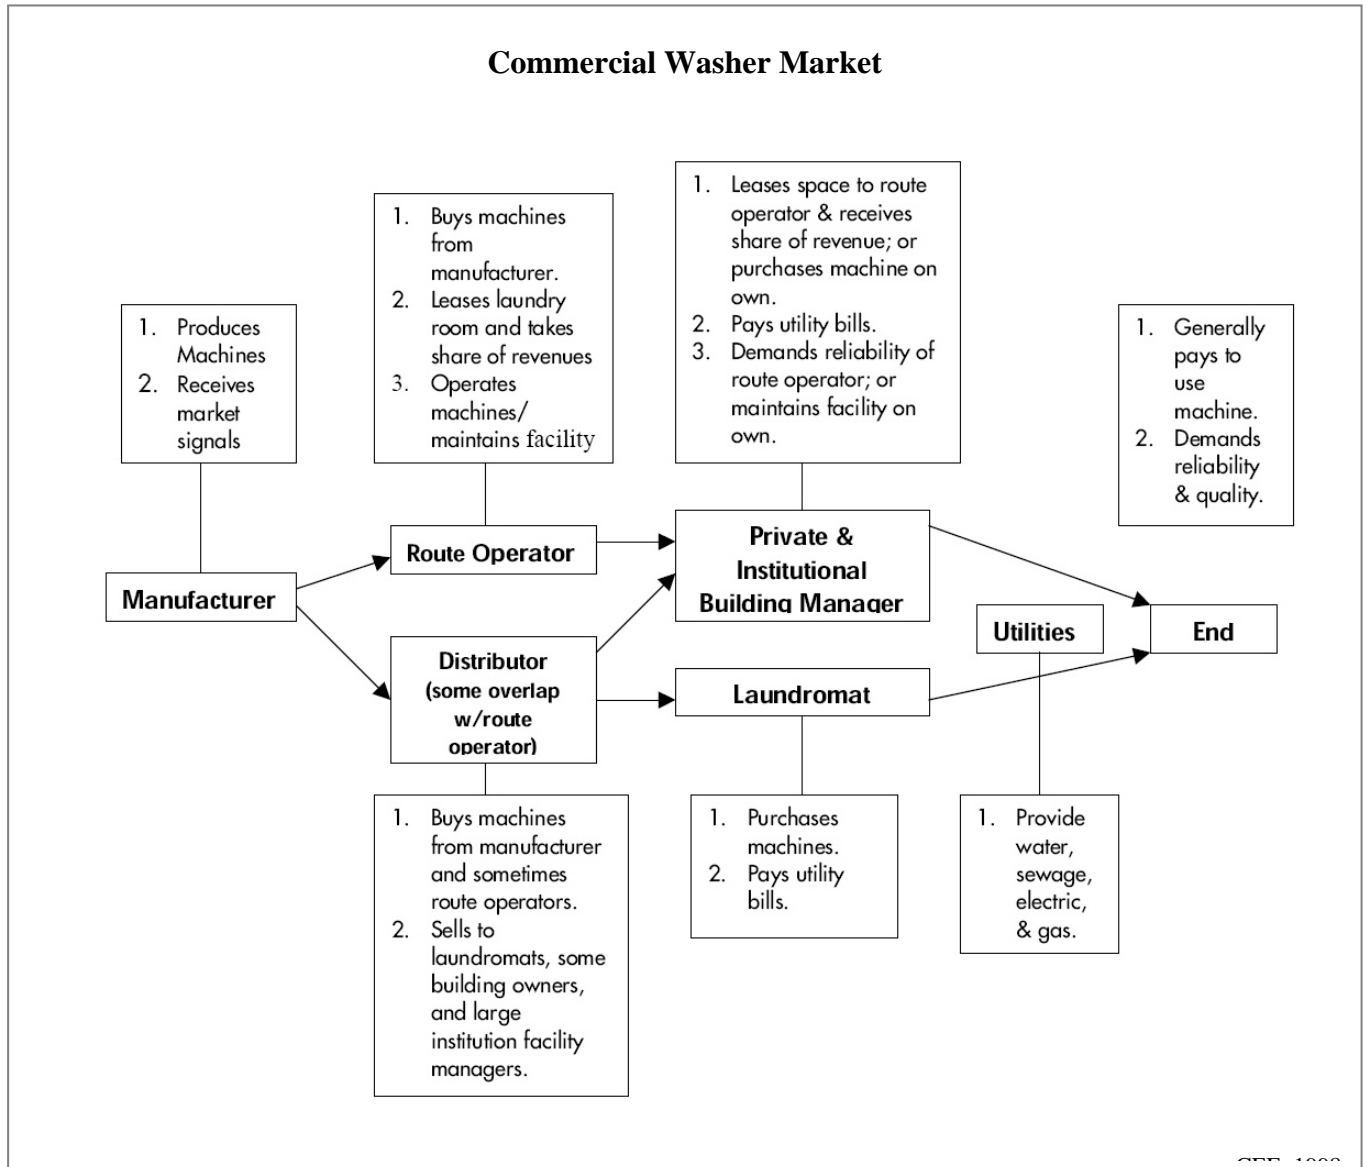 Commercial Washer Market
1. Produces
Machines
2. Receives
market
signals
1. Buys machines
from
manufacturer.
2. Leases laundry
room and takes
share of revenues
3. Operates
machines/
maintains facility
1. Leases space to route
operator & receives
share of revenue; or
purchases machine on
own.
2. Pays utility bills.
3. Demands reliability of
route operator; or
maintains facility on
own.
1. Generally
pays to
use
machine.
2. Demands
reliability
& quality.
Manufacturer
Route Operator
Private &
Institutional
Building Manager
Utilities
End
Distributor
(some overlap
w/route
operator)
Laundromat
1. Buys machines
from manufacturer
and sometimes
route operators.
2. Sells to
laundromats, some
building owners,
and large
institution facility
managers.
1. Purchases
machines.
2. Pays utility
bills.
1. Provide
water,
sewage,
electric,
& gas.